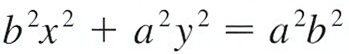 b²x² + a²y² = a²b²